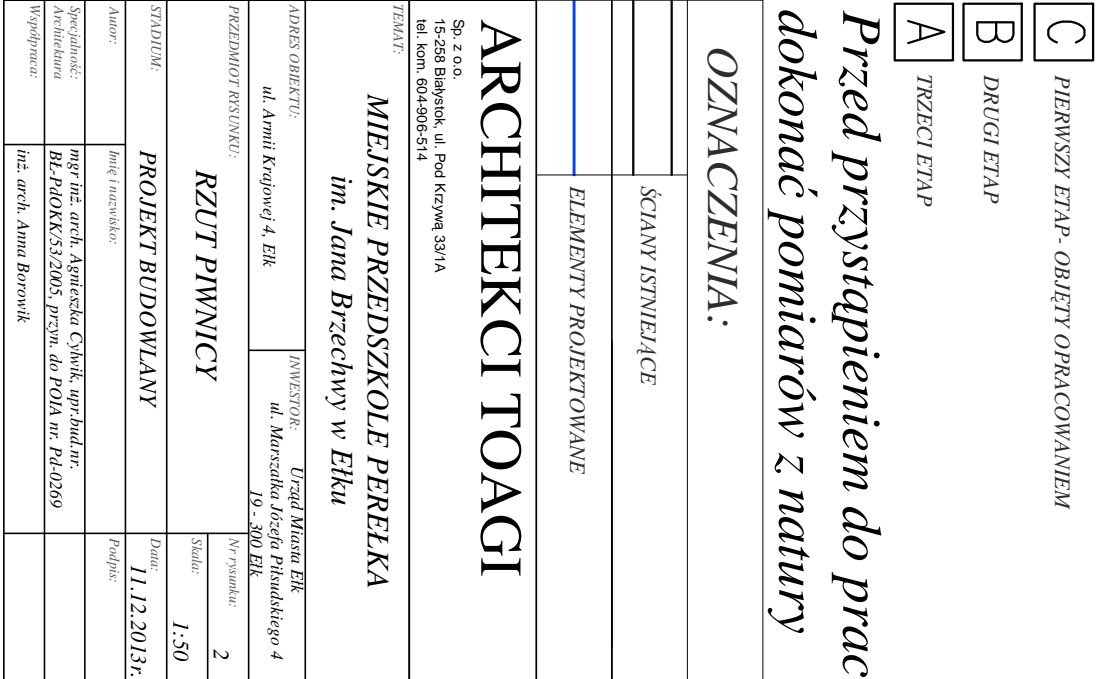 C PIERWSZY ETAP - OBJĘTY OPRACOWANIEM
B DRUGI ETAP
A TRZECI ETAP
Przed przystąpieniem do prac
dokonać pomiarów z natury
OZNACZENIA:
ŚCIANY ISTNIEJĄCE
ELEMENTY PROJEKTOWANE
ARCHITEKCI TOAGI
Sp. z o.o.
15-258 Białystok, ul. Pod Krzywą 33/1A
tel. kom. 604-906-514
TEMAT:
MIEJSKIE PRZEDSZKOLE PEREŁKA
im. Jana Brzechwy w Ełku
ADRES OBIEKTU:
ul. Armii Krajowej 4, Ełk
INWESTOR: Urząd Miasta Ełk
ul. Marszałka Józefa Piłsudskiego 4
19 - 300 Ełk
PRZEDMIOT RYSUNKU:
RZUT PIWNICY
Nr rysunku:
2
Skala:
1:50
STADIUM:
PROJEKT BUDOWLANY
Data:
11.12.2013r.
Autor:
Imię i nazwisko:
Podpis:
Specjalność:
Architektura
mgr inż. arch. Agnieszka Cylwik, upr.bud.nr.
BŁ-PdOKK/53/2005, przyn. do POIA nr. Pd-0269
Współpraca:
inż. arch. Anna Borowik